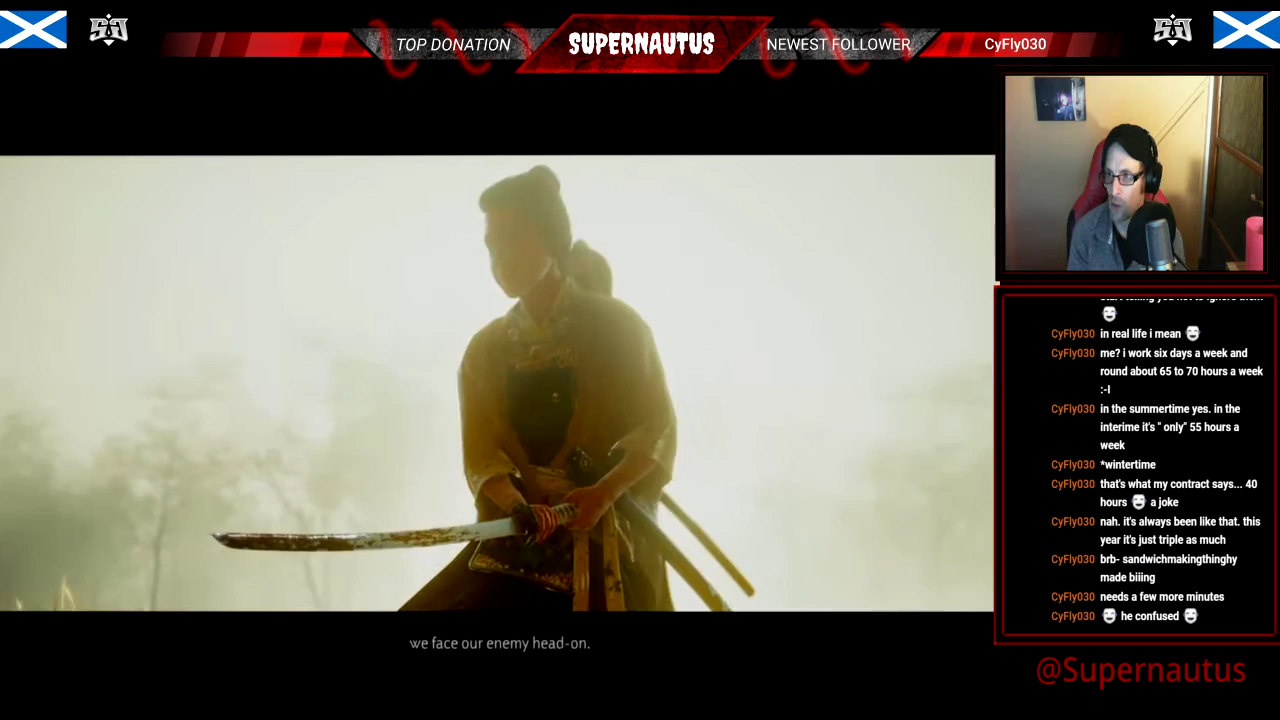 TOP DONATION
SUPERNAUTUS
NEWEST FOLLOWER
CyFly030
CyFly030 in real life i mean
CyFly030 me? i work six days a week and
round about 65 to 70 hours a week
:-I
CyFly030 in the summertime yes. in the
interime it's " only" 55 hours a
week
CyFly030 *wintertime
CyFly030 that's what my contract says... 40
hours a joke
CyFly030 nah. it's always been like that. this
year it's just triple as much
CyFly030 brb- sandwichmakingthinghy
made biiing
CyFly030 needs a few more minutes
CyFly030 he confused
we face our enemy head-on.
@Supernautus